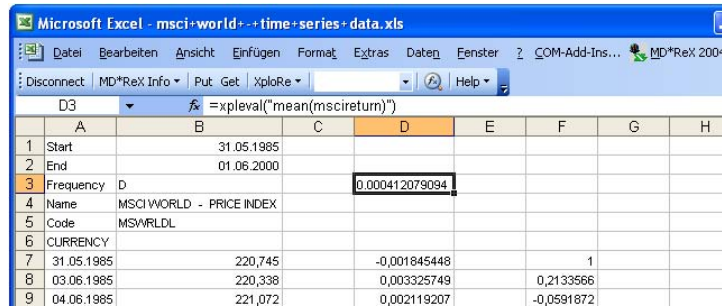 Microsoft Excel - msci+world+-+time+series+data.xls
Datei Bearbeiten Ansicht Einfügen Format Extras Daten Fenster ? COM-Add-Ins... MD*ReX 2004
Disconnect MD*ReX Info Put Get XploRe Help
D3 fx =xpleval("mean(mscireturn)")
A B C D E F G H
1 Start 31.05.1985
2 End 01.06.2000
3 Frequency D 0.000412079094
4 Name MSCI WORLD - PRICE INDEX
5 Code MSWRLDL
6 CURRENCY
7 31.05.1985 220,745 -0,001845448 1
8 03.06.1985 220,338 0,003325749 0,2133566
9 04.06.1985 221,072 0,002119207 -0,0591872